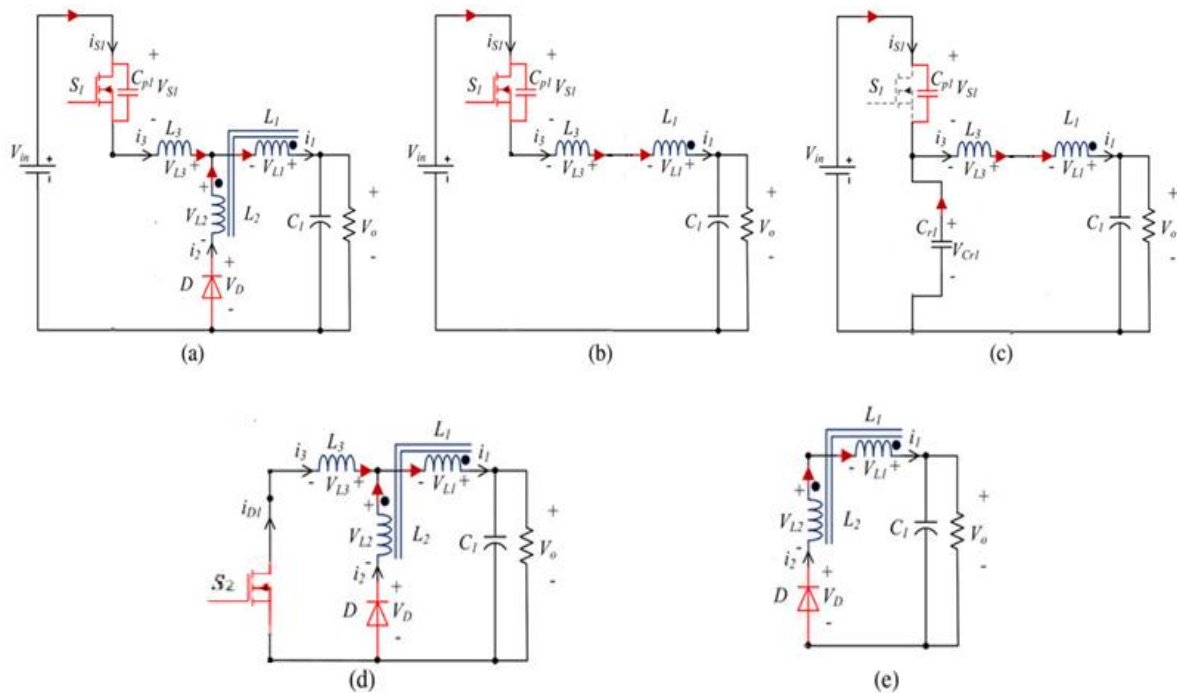 iS1
+
S1
Cp1
VS1
-
L1
i3
L3
i1
Vin
+
-
- VL3 +
- VL1 +
+
VL2
-
L2
C1
+
Vo
-
i2
+
D
VD
-
(a)
iS1
+
S1
Cp1
VS1
-
i3
L3
L1
i1
Vin
+
-
- VL3 +
- VL1 +
C1
+
Vo
-
(b)
iS1
+
S1
Cp1
VS1
-
i3
L3
L1
i1
Vin
+
-
- VL3 +
- VL1 +
Cr1
+
VCr1
-
C1
+
Vo
-
(c)
L1
i3
L3
i1
- VL3 +
- VL1 +
iD1
+
VL2
-
L2
C1
+
Vo
-
S2
i2
+
D
VD
-
(d)
L1
i1
- VL1 +
+
VL2
-
L2
C1
+
Vo
-
i2
+
D
VD
-
(e)